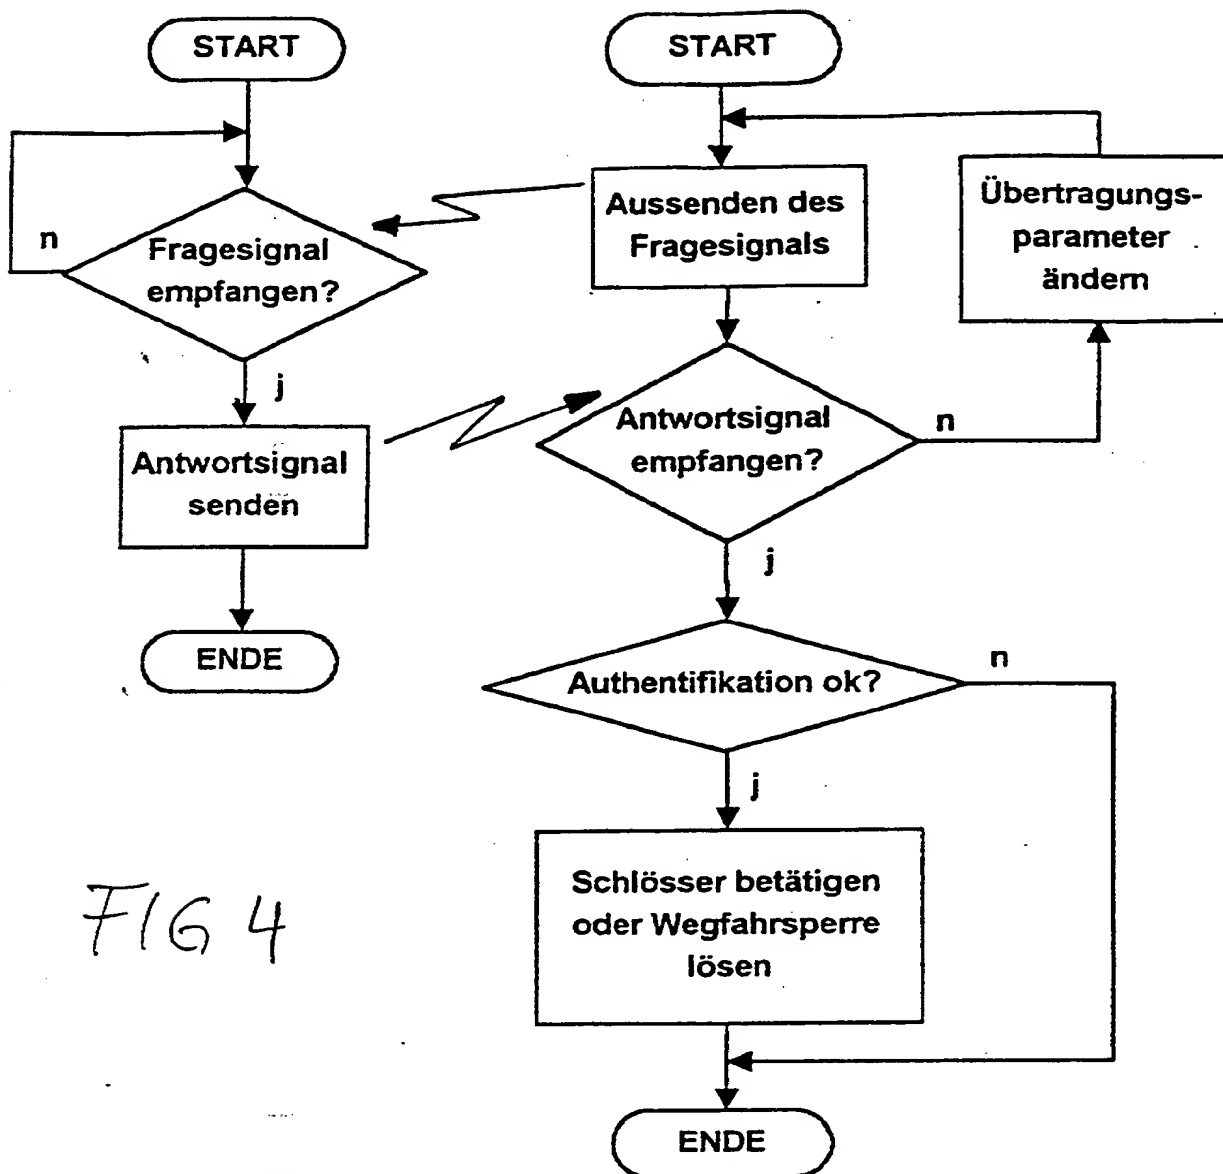 START
START
n
Fragesignal
empfangen?
Aussenden des
Fragesignals
Übertragungs-
parameter
ändern
j
Antwortsignal
senden
Antwortsignal
empfangen?
n
j
ENDE
Authentifikation ok?
n
j
Schlösser betätigen
oder Wegfahrsperre
lösen
FIG 4
ENDE